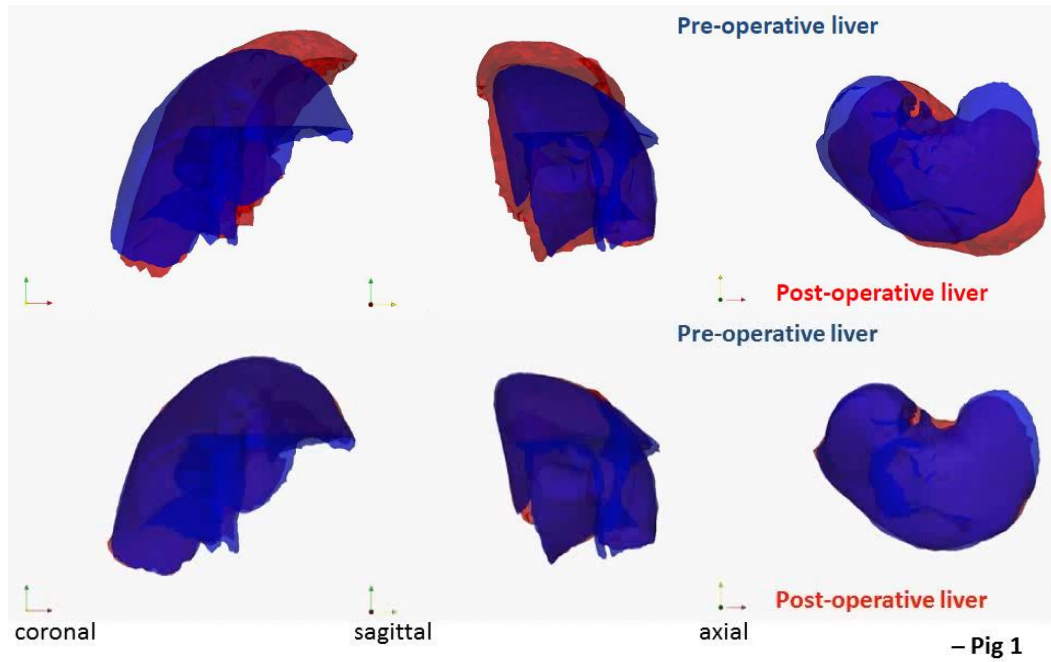 Pre-operative liver
Post-operative liver
Pre-operative liver
Post-operative liver
coronal
sagittal
axial
– Pig 1